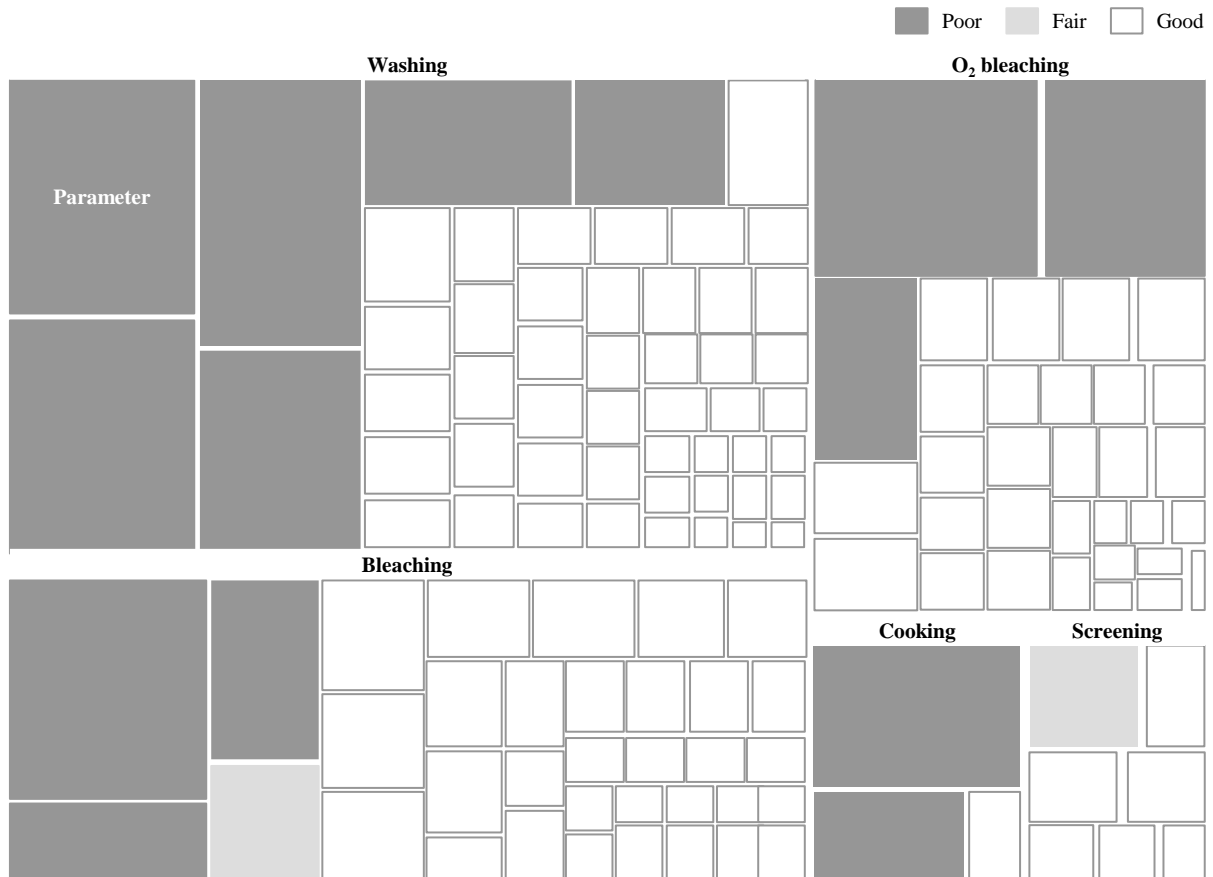 Poor Fair Good
Washing
O₂ bleaching
Parameter
Bleaching
Cooking
Screening